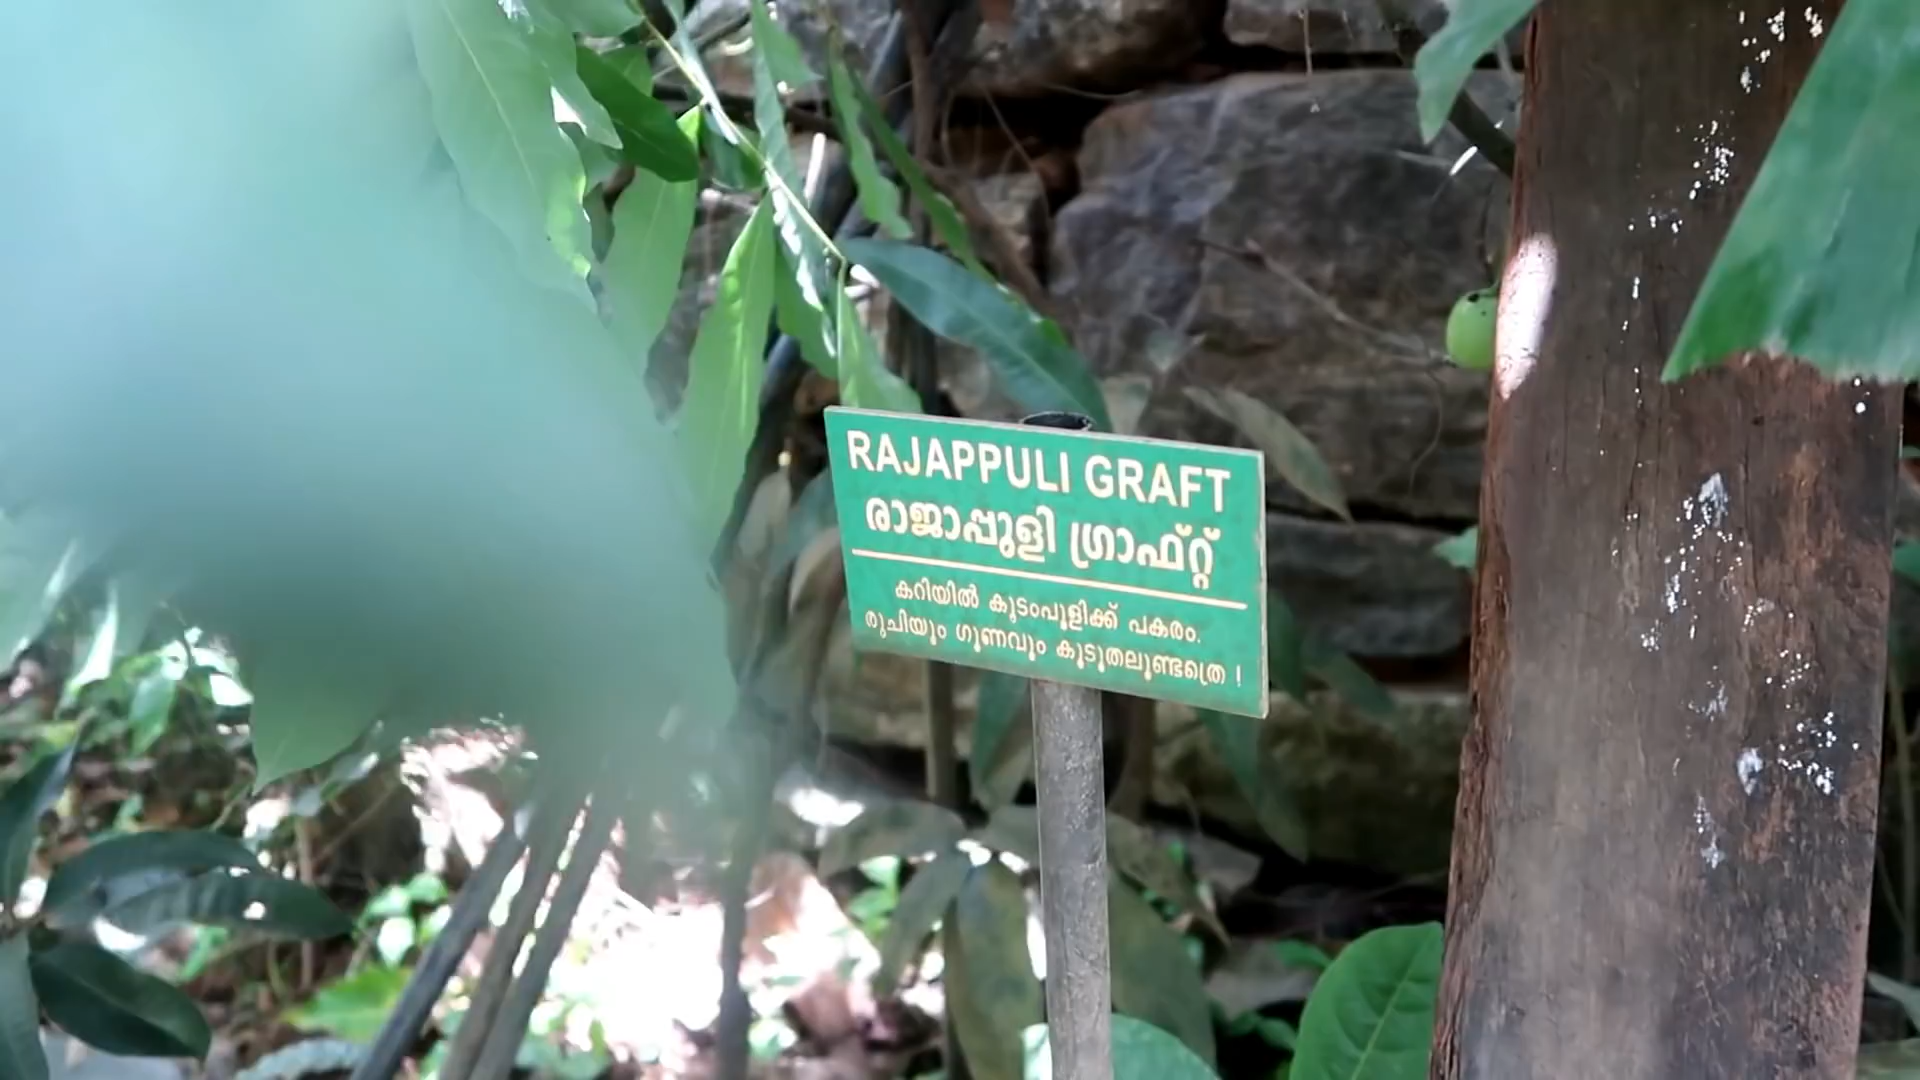 RAJAPPULI GRAFT
രാജാപ്പുളി ഗ്രാഫ്റ്റ്
കറിയിൽ കുടംപുളിക്ക് പകരം.
രുചിയും ഗുണവും കൂടുതലുണ്ടത്രെ !